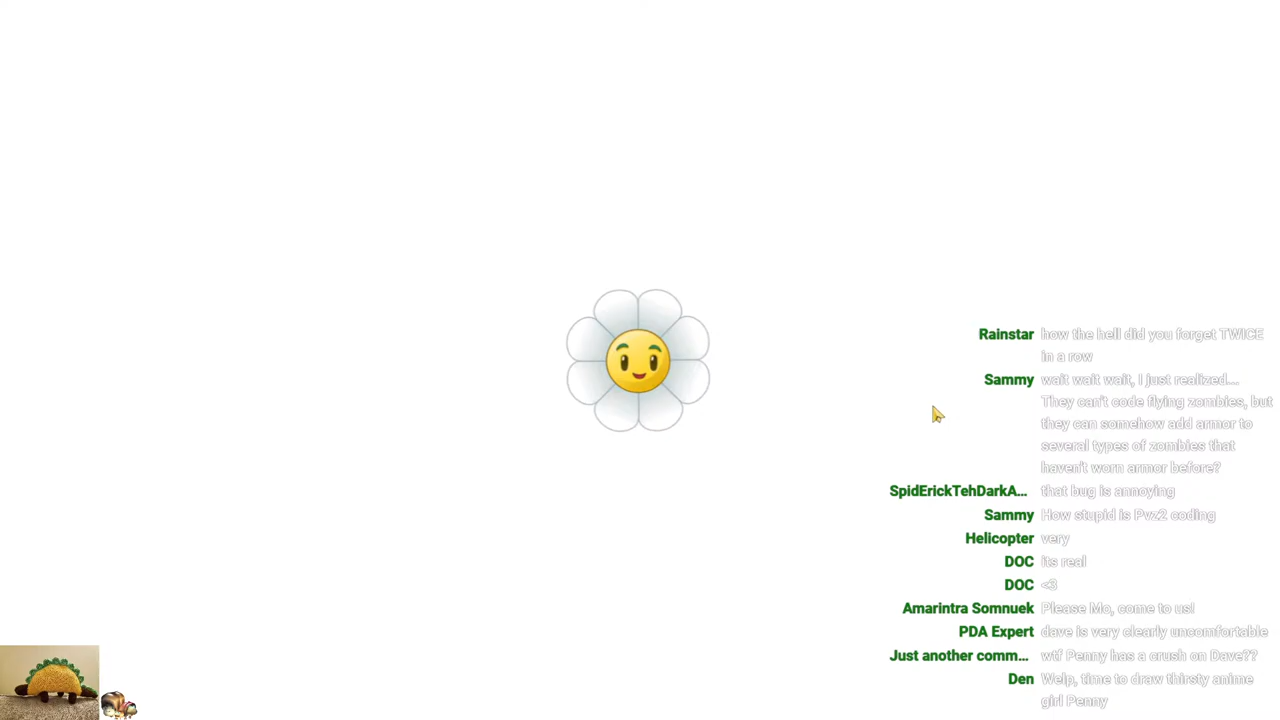 Rainstar how the hell did you forget TWICE
in a row
Sammy wait wait wait, I just realized...
They can't code flying zombies, but
they can somehow add armor to
several types of zombies that
haven't worn armor before?
SpidErickTehDarkA... that bug is annoying
Sammy How stupid is Pvz2 coding
Helicopter very
DOC its real
DOC <3
Amarintra Somnuek Please Mo, come to us!
PDA Expert dave is very clearly uncomfortable
Just another comm... wtf Penny has a crush on Dave??
Den Welp, time to draw thirsty anime
girl Penny